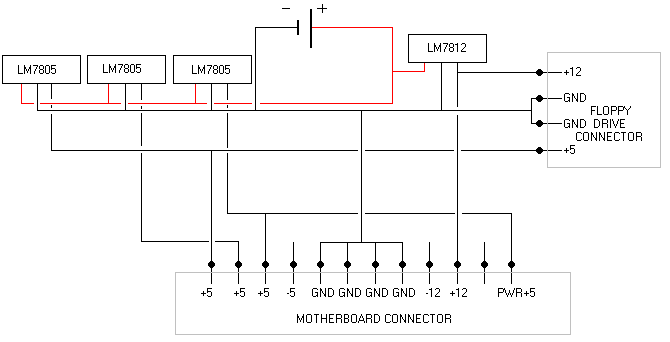 - +
LM7812
LM7805 LM7805 LM7805
+12
GND
FLOPPY
GND DRIVE
CONNECTOR
+5
+5 +5 +5 -5 GND GND GND GND -12 +12 PWR+5
MOTHERBOARD CONNECTOR